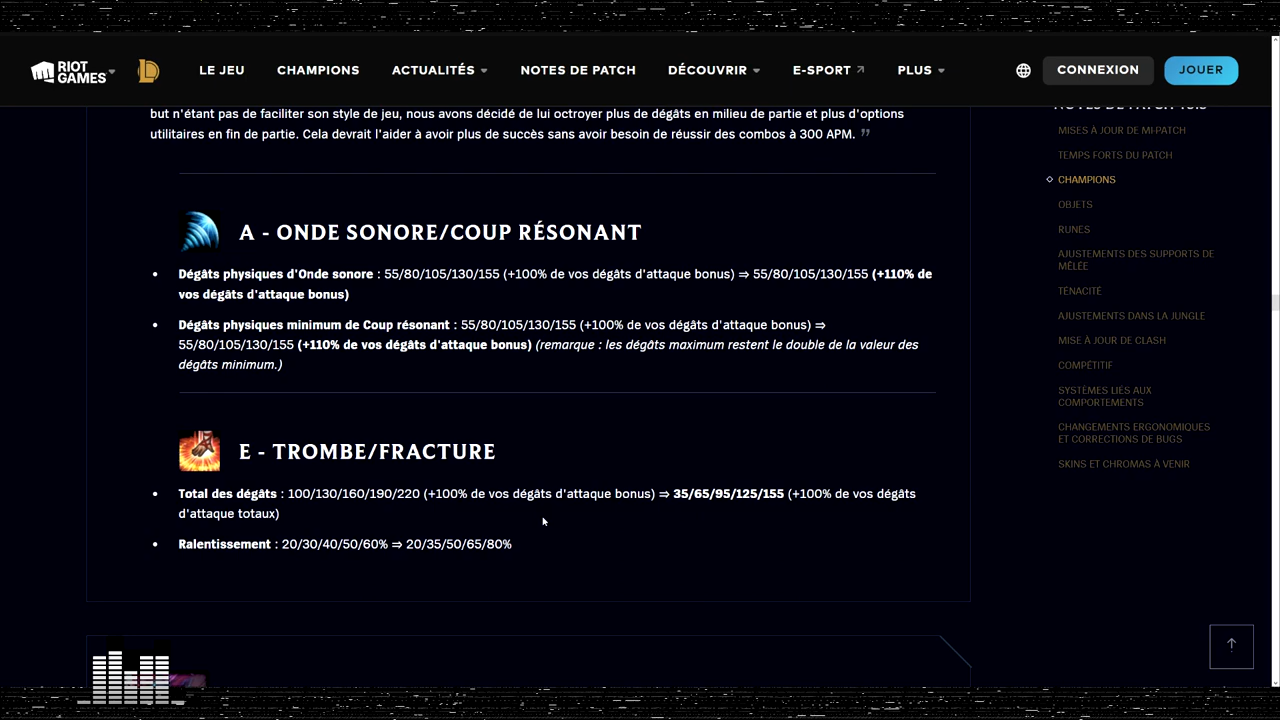 RIOT GAMES
LE JEU CHAMPIONS ACTUALITÉS NOTES DE PATCH DÉCOUVRIR E-SPORT PLUS CONNEXION JOUER
but n'étant pas de faciliter son style de jeu, nous avons décidé de lui octroyer plus de dégâts en milieu de partie et plus d'options
utilitaires en fin de partie. Cela devrait l'aider à avoir plus de succès sans avoir besoin de réussir des combos à 300 APM. ”
A - ONDE SONORE/COUP RÉSONANT
• Dégâts physiques d'Onde sonore : 55/80/105/130/155 (+100% de vos dégâts d'attaque bonus) ⇒ 55/80/105/130/155 (+110% de
vos dégâts d'attaque bonus)
• Dégâts physiques minimum de Coup résonant : 55/80/105/130/155 (+100% de vos dégâts d'attaque bonus) ⇒
55/80/105/130/155 (+110% de vos dégâts d'attaque bonus) (remarque : les dégâts maximum restent le double de la valeur des
dégâts minimum.)
E - TROMBE/FRACTURE
• Total des dégâts : 100/130/160/190/220 (+100% de vos dégâts d'attaque bonus) ⇒ 35/65/95/125/155 (+100% de vos dégâts
d'attaque totaux)
• Ralentissement : 20/30/40/50/60% ⇒ 20/35/50/65/80%
NOTES DE PATCH
MISES À JOUR DE MI-PATCH
TEMPS FORTS DU PATCH
CHAMPIONS
OBJETS
RUNES
AJUSTEMENTS DES SUPPORTS DE
MÊLÉE
TÉNACITÉ
AJUSTEMENTS DANS LA JUNGLE
MISE À JOUR DE CLASH
COMPÉTITIF
SYSTÈMES LIÉS AUX
COMPORTEMENTS
CHANGEMENTS ERGONOMIQUES
ET CORRECTIONS DE BUGS
SKINS ET CHROMAS À VENIR